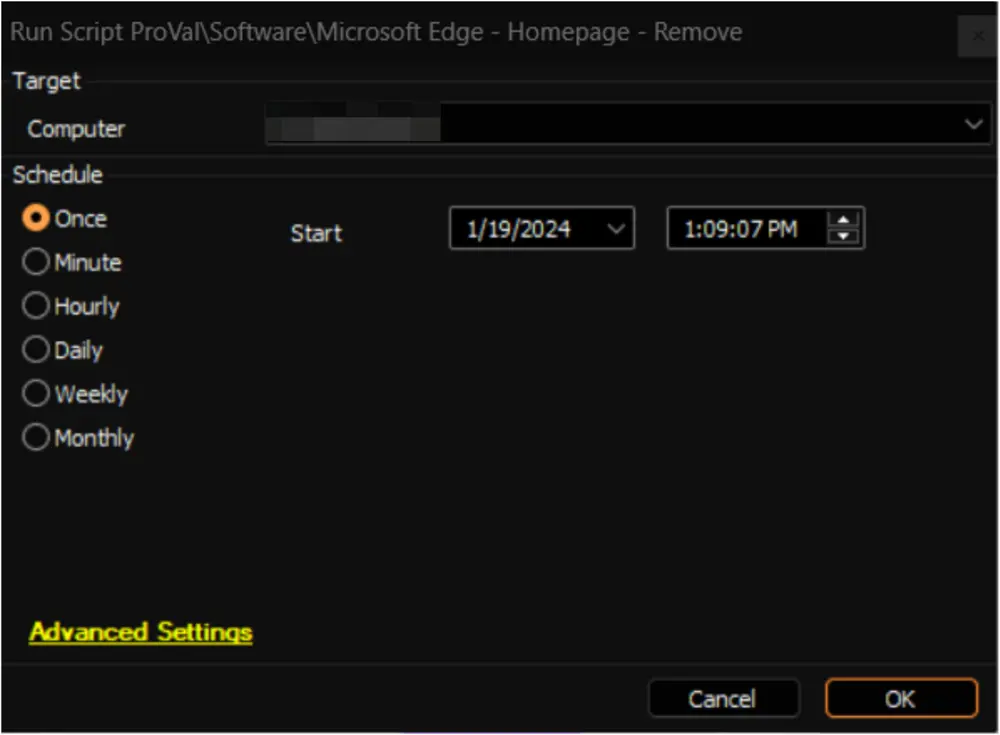 Run Script ProVal\Software\Microsoft Edge - Homepage - Remove
Target
Computer
Schedule
Once
Start 1/19/2024 1:09:07 PM
Minute
Hourly
Daily
Weekly
Monthly
Advanced Settings
Cancel OK